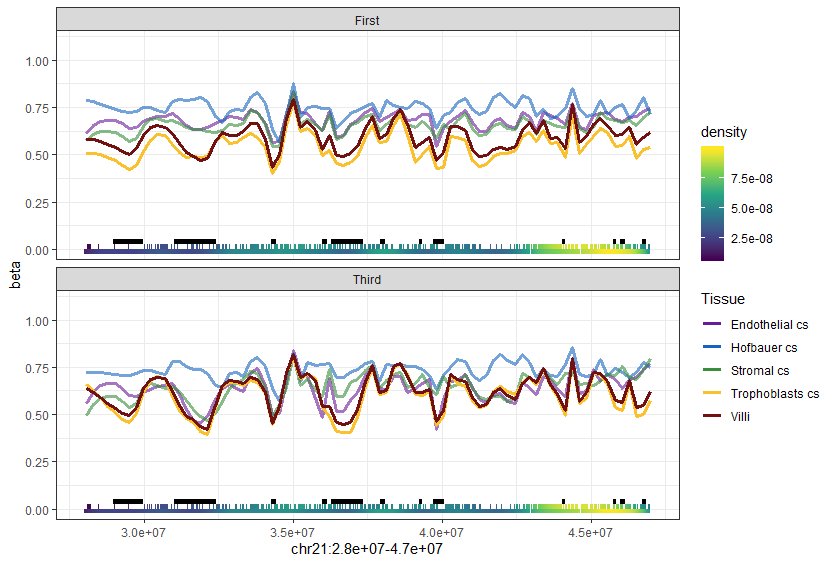 First
1.00
0.75
0.50
0.25
0.00
beta
Third
1.00
0.75
0.50
0.25
0.00
3.0e+07 3.5e+07 4.0e+07 4.5e+07
chr21:2.8e+07-4.7e+07
density
7.5e-08
5.0e-08
2.5e-08
Tissue
Endothelial cs
Hofbauer cs
Stromal cs
Trophoblasts cs
Villi